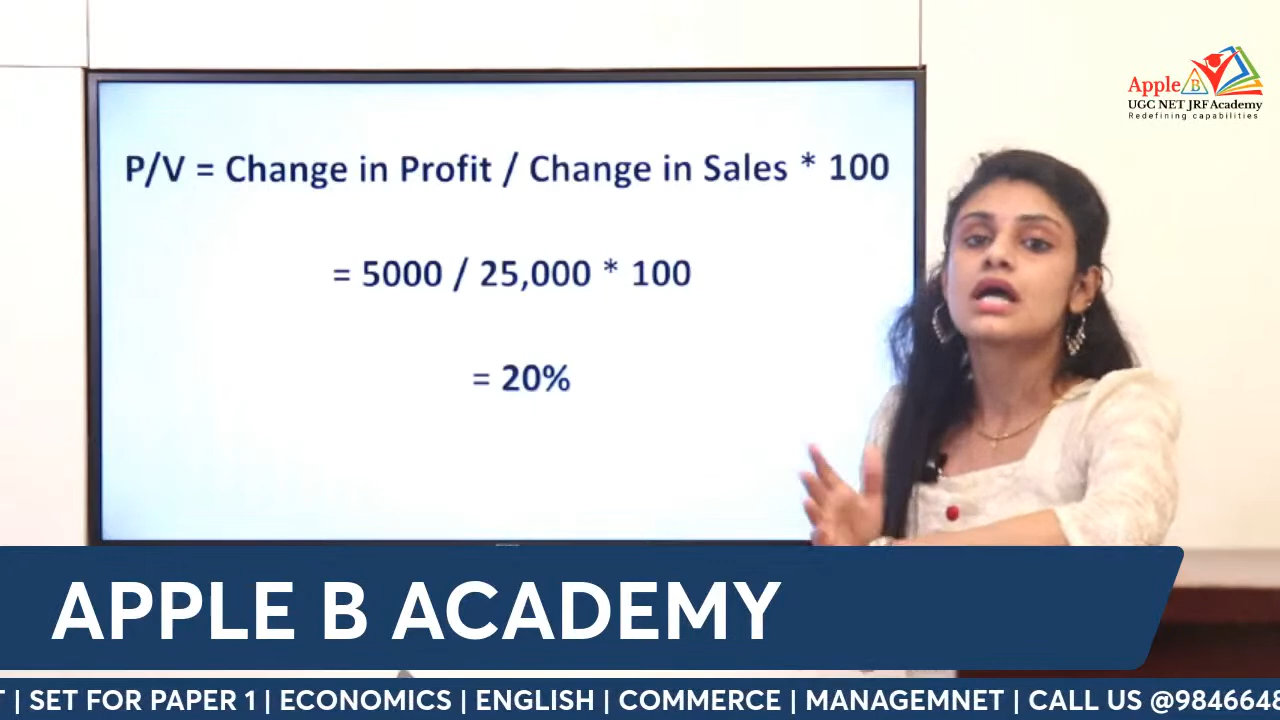 Apple B
UGC NET JRF Academy
Redefining capabilities
P/V = Change in Profit / Change in Sales * 100
= 5000 / 25,000 * 100
= 20%
APPLE B ACADEMY
| SET FOR PAPER 1 | ECONOMICS | ENGLISH | COMMERCE | MANAGEMNET | CALL US @984664